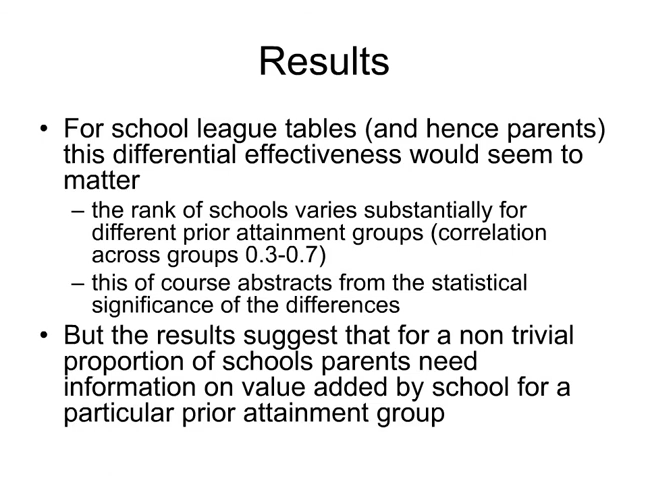 Results
• For school league tables (and hence parents)
this differential effectiveness would seem to
matter
– the rank of schools varies substantially for
different prior attainment groups (correlation
across groups 0.3-0.7)
– this of course abstracts from the statistical
significance of the differences
• But the results suggest that for a non trivial
proportion of schools parents need
information on value added by school for a
particular prior attainment group